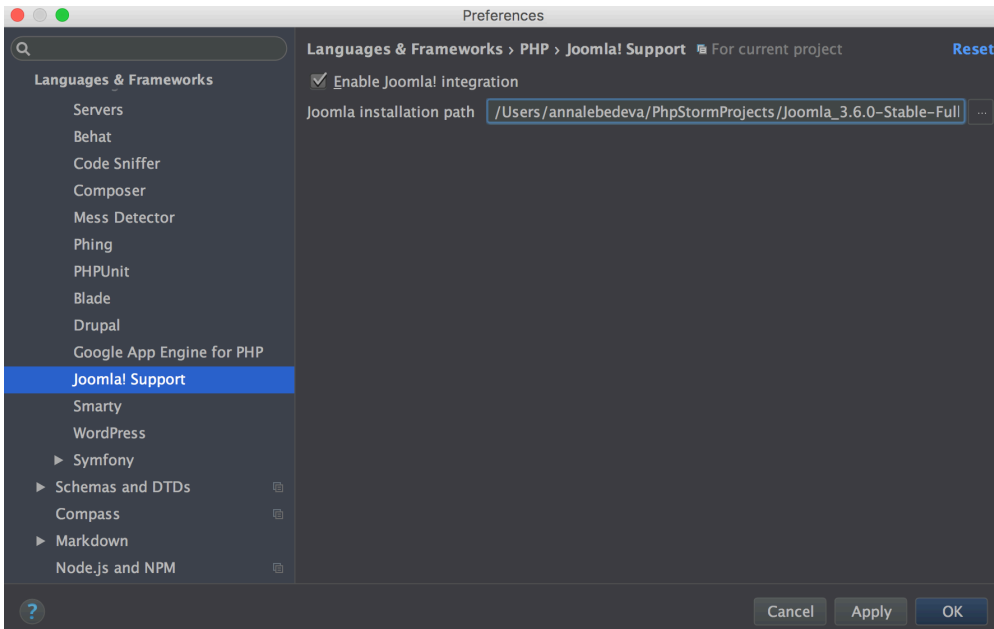 Preferences
Languages & Frameworks
Servers
Behat
Code Sniffer
Composer
Mess Detector
Phing
PHPUnit
Blade
Drupal
Google App Engine for PHP
Joomla! Support
Smarty
WordPress
Symfony
Schemas and DTDs
Compass
Markdown
Node.js and NPM
Languages & Frameworks › PHP › Joomla! Support For current project Reset
Enable Joomla! integration
Joomla installation path /Users/annalebedeva/PhpStormProjects/Joomla_3.6.0-Stable-Full ...
? Cancel Apply OK